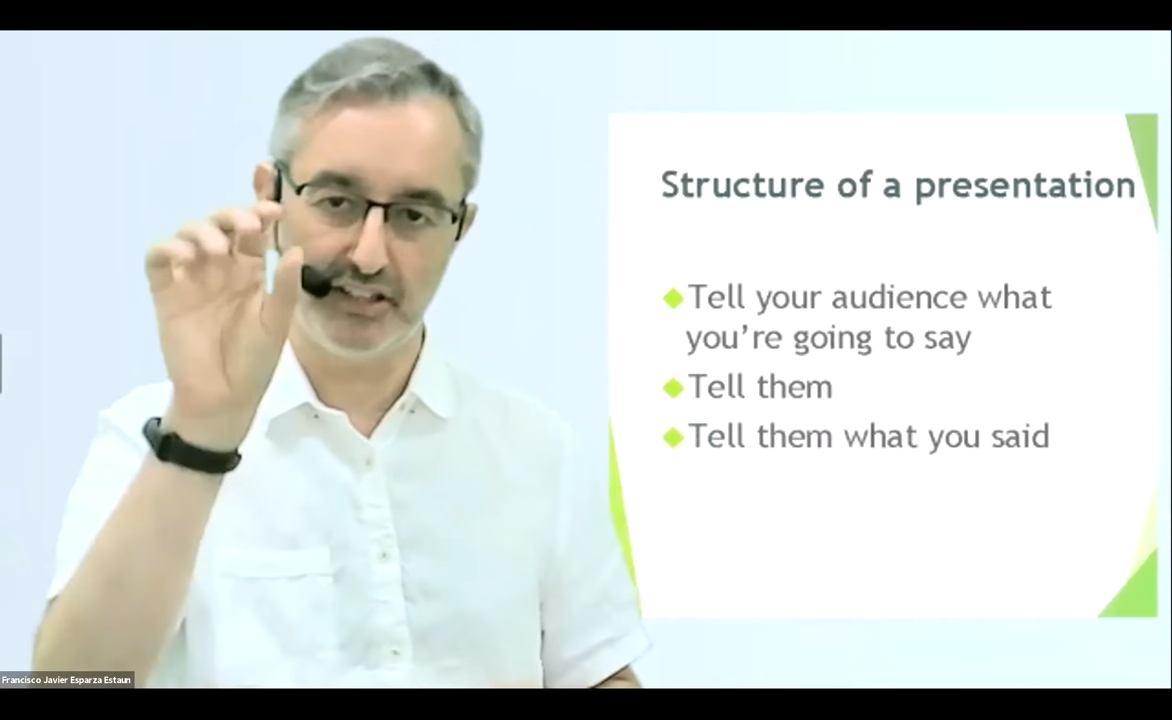 Structure of a presentation
Tell your audience what
you're going to say
Tell them
Tell them what you said
Francisco Javier Esparza Estaun